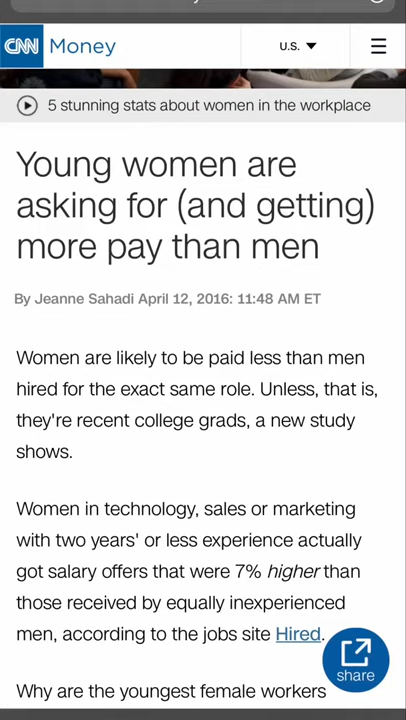 CNN Money
U.S.
5 stunning stats about women in the workplace
Young women are
asking for (and getting)
more pay than men
By Jeanne Sahadi April 12, 2016: 11:48 AM ET
Women are likely to be paid less than men
hired for the exact same role. Unless, that is,
they're recent college grads, a new study
shows.
Women in technology, sales or marketing
with two years' or less experience actually
got salary offers that were 7% higher than
those received by equally inexperienced
men, according to the jobs site Hired.
share
Why are the youngest female workers